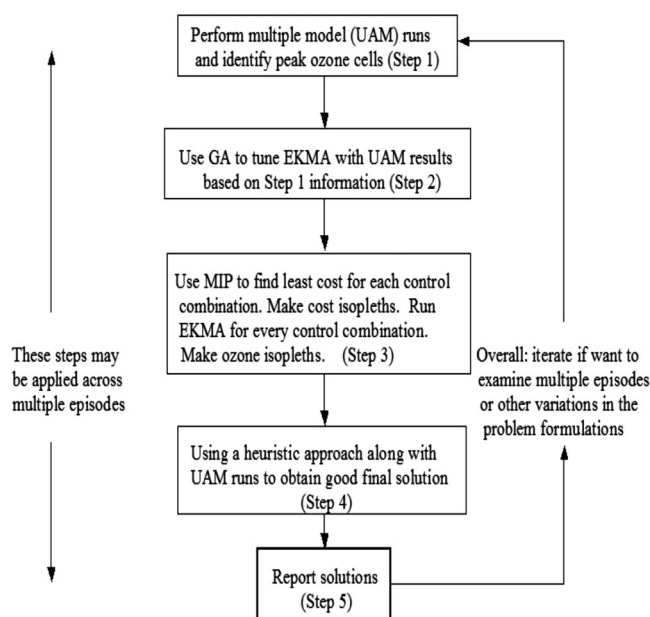 Perform multiple model (UAM) runs
and identify peak ozone cells (Step 1)
Use GA to tune EKMA with UAM results
based on Step 1 information (Step 2)
Use MIP to find least cost for each control
combination. Make cost isopleths. Run
EKMA for every control combination.
Make ozone isopleths. (Step 3)
These steps may
be applied across
multiple episodes
Overall: iterate if want to
examine multiple episodes
or other variations in the
problem formulations
Using a heuristic approach along with
UAM runs to obtain good final solution
(Step 4)
Report solutions
(Step 5)